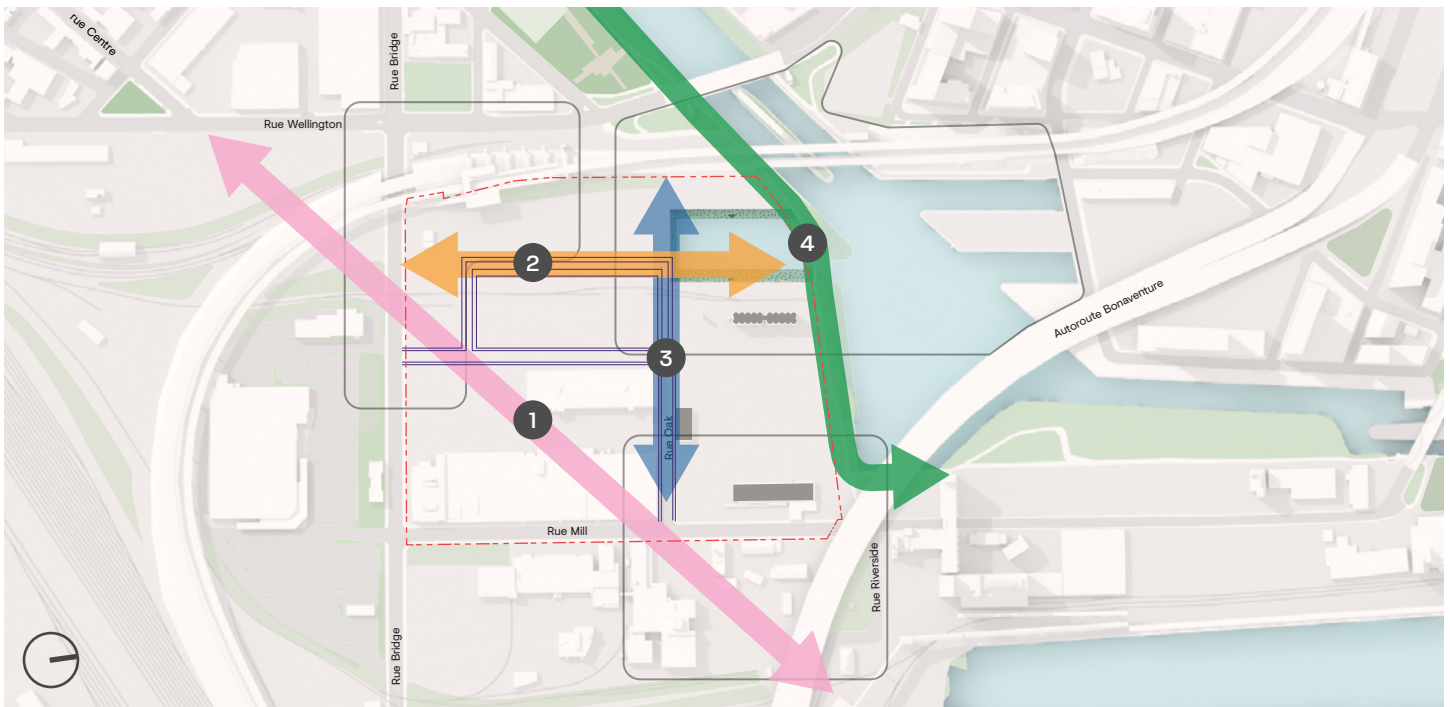 rue Centre
Rue Bridge
Rue Wellington
4
2
Autoroute Bonaventure
3
1
Rue Oak
Rue Mill
Rue Riverside
Rue Bridge